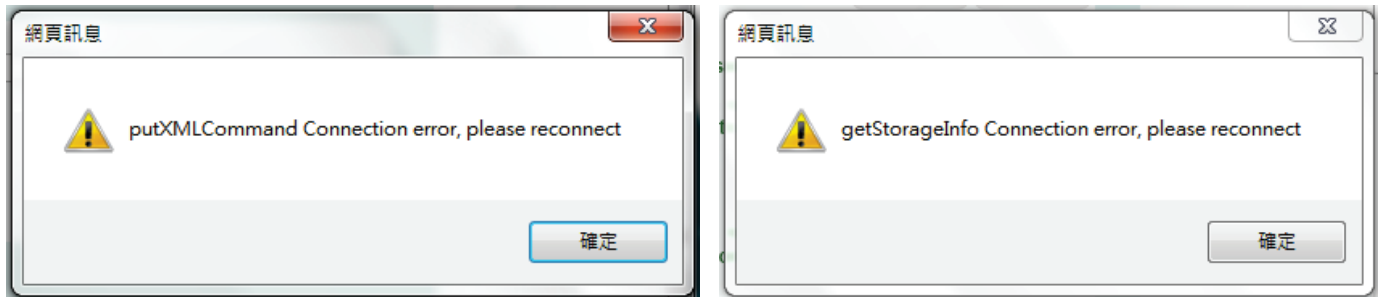 網頁訊息
putXMLCommand Connection error, please reconnect
確定
網頁訊息
getStorageInfo Connection error, please reconnect
確定